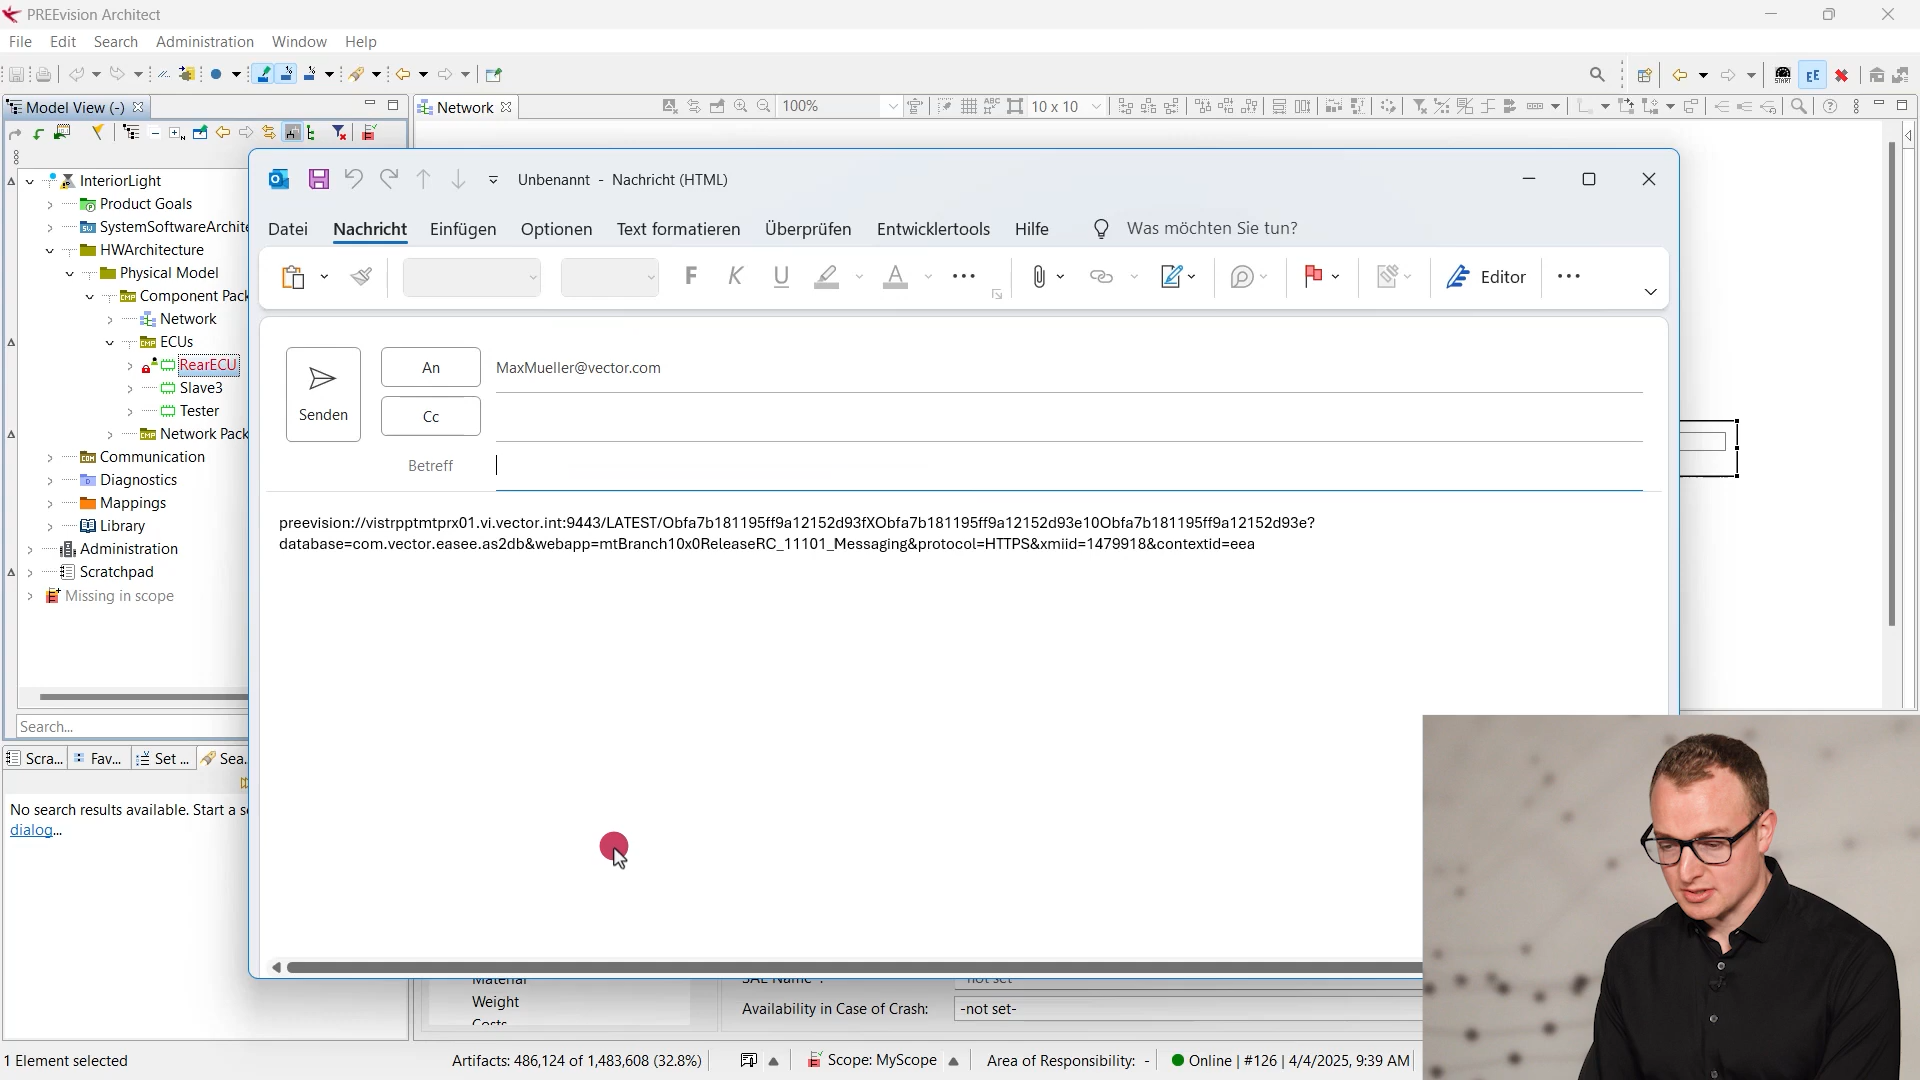 PREEvision Architect
File Edit Search Administration Window Help
Model View (-)
Network
100%
10 x 10
EE
InteriorLight
Product Goals
SystemSoftwareArchite
HWArchitecture
Physical Model
Component Pack
Network
ECUs
RearECU
Slave3
Tester
Network Pack
Communication
Diagnostics
Mappings
Library
Administration
Scratchpad
Missing in scope
Search...
Scra... Fav... Set ... Sea.
No search results available. Start a s
dialog...
Unbenannt - Nachricht (HTML)
Datei Nachricht Einfügen Optionen Text formatieren Überprüfen Entwicklertools Hilfe Was möchten Sie tun?
F K U A Editor
Senden
An MaxMueller@vector.com
Cc
Betreff
preevision://vistrpptmtprx01.vi.vector.int:9443/LATEST/Obfa7b181195ff9a12152d93fXObfa7b181195ff9a12152d93e10Obfa7b181195ff9a12152d93e?
database=com.vector.easee.as2db&webapp=mtBranch10x0ReleaseRC_11101_Messaging&protocol=HTTPS&xmiid=1479918&contextid=eea
Weight
Availability in Case of Crash: -not set-
1 Element selected
Artifacts: 486,124 of 1,483,608 (32.8%)
Scope: MyScope
Area of Responsibility: -
Online | #126 | 4/4/2025, 9:39 AM